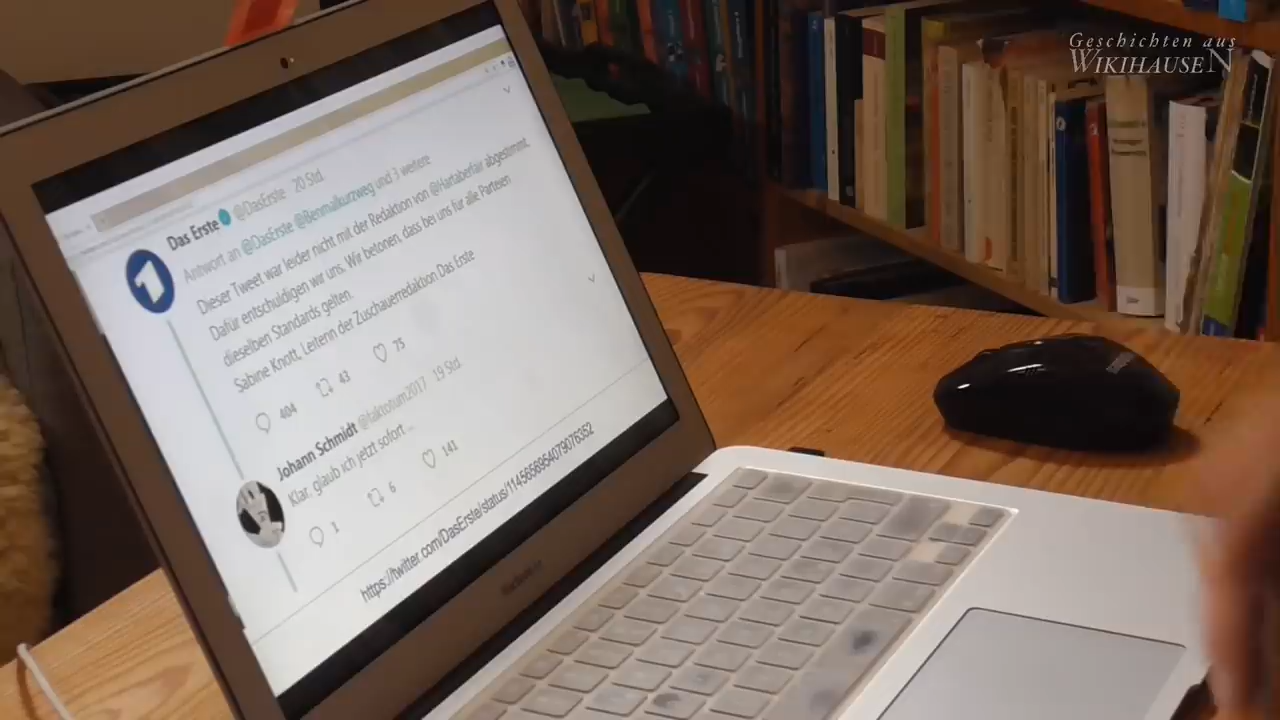 Geschichten aus
WIKIHAUSEN
Das Erste @DasErste 20 Std.
Antwort an @DasErste @Benmalkurzweg und 3 weitere
Dieser Tweet war leider nicht mit der Redaktion von @Hartaberfair abgestimmt.
Dafür entschuldigen wir uns. Wir betonen, dass bei uns für alle Parteien
dieselben Standards gelten.
Sabine Knott, Leiterin der Zuschauerredaktion Das Erste
404 43 75
Johann Schmidt @faktotum2017 19 Std.
Klar, glaub ich jetzt sofort ...
1 6 141
https://twitter.com/DasErste/status/1145656954079076352